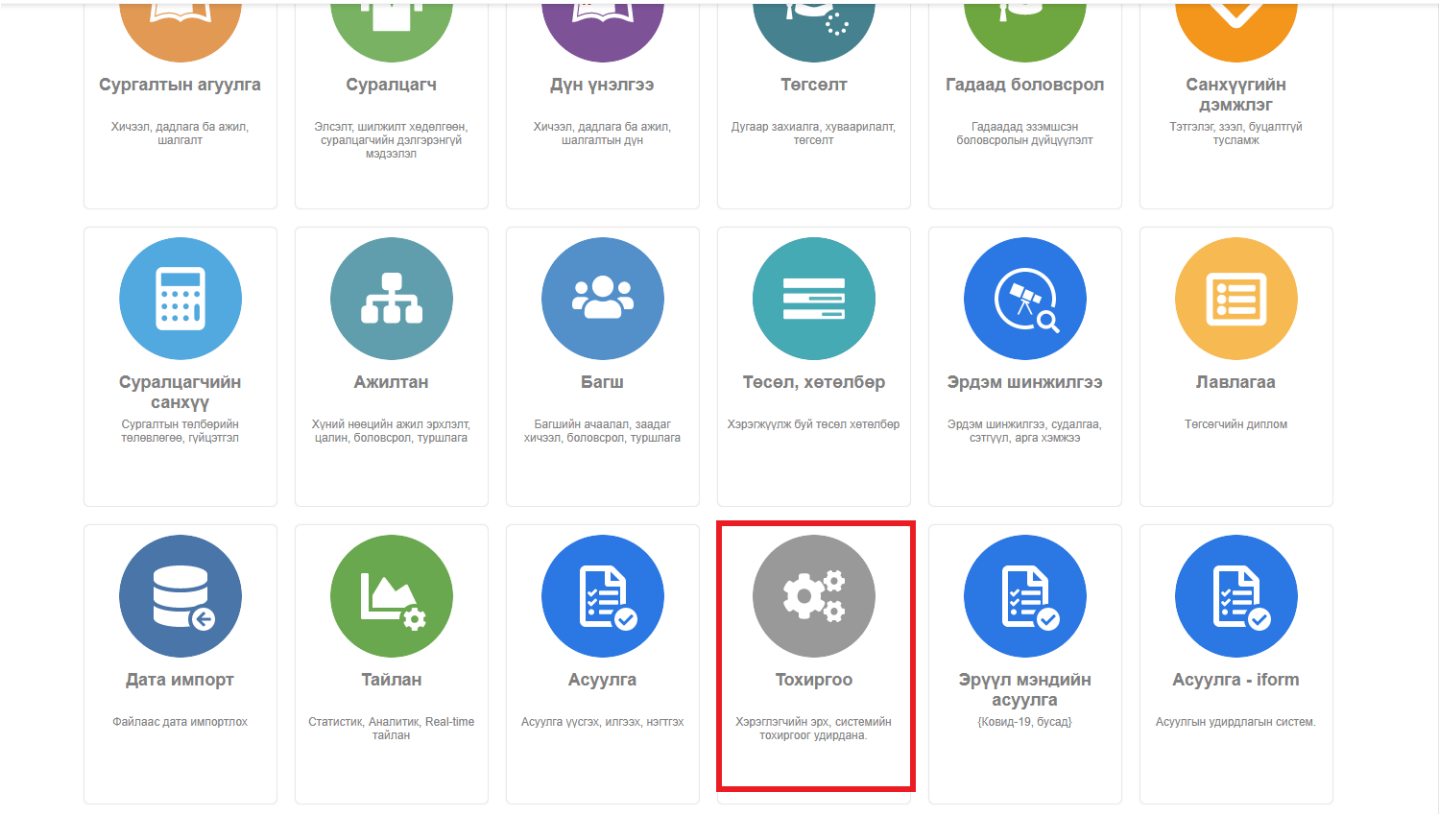 Сургалтын агуулга
Хичээл, дадлага ба ажил,
шалгалт
Суралцагч
Элсэлт, шилжилт хөдөлгөөн,
суралцагчийн дэлгэрэнгүй
мэдээлэл
Дүн үнэлгээ
Хичээл, дадлага ба ажил,
шалгалтын дүн
Төгсөлт
Дугаар захиалга, хуваарилалт,
төгсөлт
Гадаад боловсрол
Гадаадад эзэмшсэн
боловсролын дүйцүүлэлт
Санхүүгийн
дэмжлэг
Тэтгэлэг, зээл, буцалтгүй
тусламж
Суралцагчийн
санхүү
Сургалтын төлбөрийн
төлөвлөгөө, гүйцэтгэл
Ажилтан
Хүний нөөцийн ажил эрхлэлт,
цалин, боловсрол, туршлага
Багш
Багшийн ачаалал, заадаг
хичээл, боловсрол, туршлага
Төсөл, хөтөлбөр
Хэрэгжүүлж буй төсөл хөтөлбөр
Эрдэм шинжилгээ
Эрдэм шинжилгээ, судалгаа,
сэтгүүл, арга хэмжээ
Лавлагаа
Төгсөгчийн диплом
Дата импорт
Файлаас дата импортлох
Тайлан
Статистик, Аналитик, Real-time
тайлан
Асуулга
Асуулга үүсгэх, илгээх, нэгтгэх
Тохиргоо
Хэрэглэгчийн эрх, системийн
тохиргоог удирдана.
Эрүүл мэндийн
асуулга
{Ковид-19, бусад}
Асуулга - iform
Асуулгын удирдлагын систем.